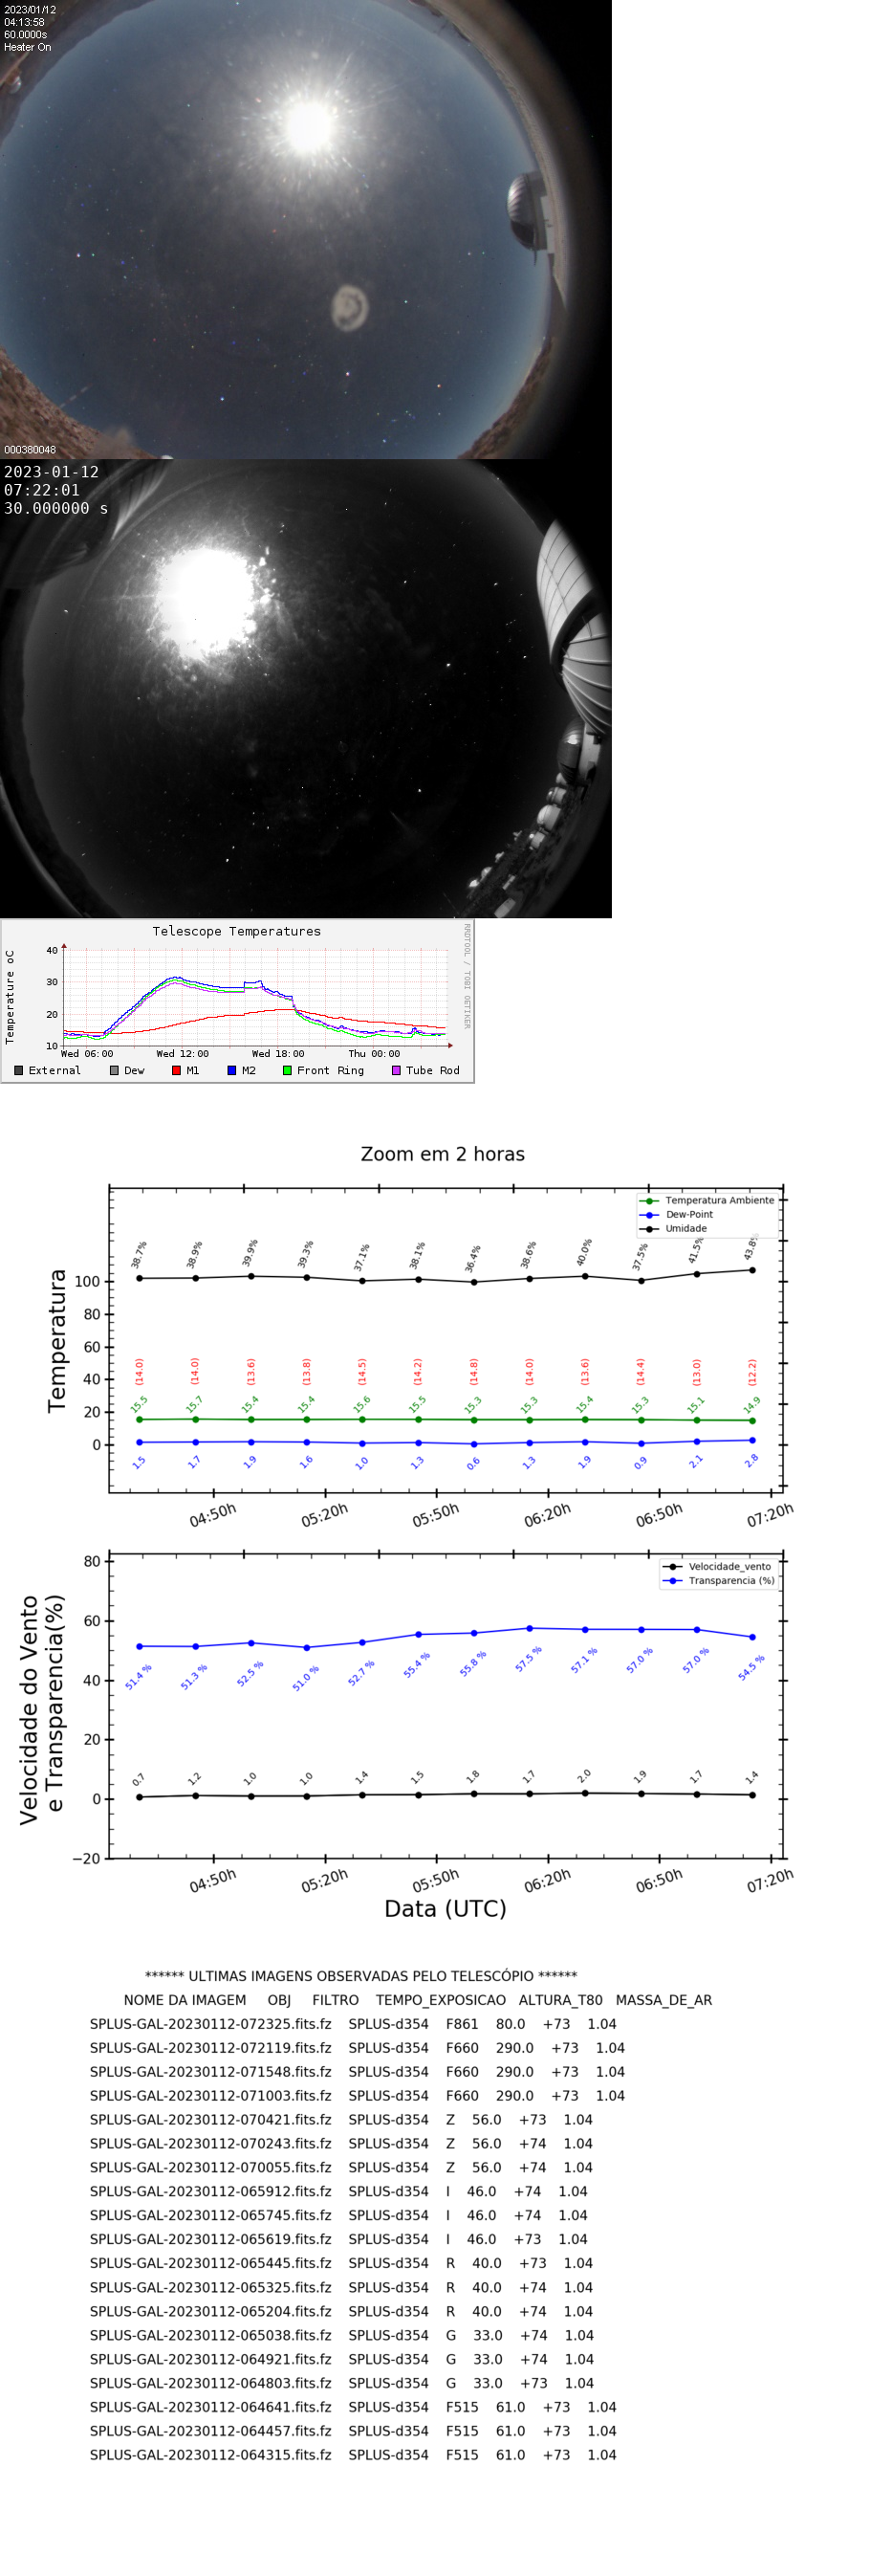 2023/01/12
04:13:58
60.0000s
Heater On
000380048
2023-01-12
07:22:01
30.000000 s
Telescope Temperatures
RRDTOOL / TOBI OETIKER
Temperature oC
40
30
20
10
Wed 06:00 Wed 12:00 Wed 18:00 Thu 00:00
External Dew M1 M2 Front Ring Tube Rod
Zoom em 2 horas
Temperatura Ambiente
Dew-Point
Umidade
Temperatura
100
80
60
40
20
0
38.7% 38.9% 39.9% 39.3% 37.1% 38.1% 36.4% 38.6% 40.0% 37.5% 41.5% 43.8%
(14.0) (14.0) (13.6) (13.8) (14.5) (14.2) (14.8) (14.0) (13.6) (14.4) (13.0) (12.2)
15.5 15.7 15.4 15.4 15.6 15.5 15.3 15.3 15.4 15.3 15.1 14.9
1.5 1.7 1.9 1.6 1.0 1.3 0.6 1.3 1.9 0.9 2.1 2.8
04:50h 05:20h 05:50h 06:20h 06:50h 07:20h
Velocidade_vento
Transparencia (%)
Velocidade do Vento
e Transparencia(%)
80
60
40
20
0
−20
51.4 % 51.3 % 52.5 % 51.0 % 52.7 % 55.4 % 55.8 % 57.5 % 57.1 % 57.0 % 57.0 % 54.5 %
0.7 1.2 1.0 1.0 1.4 1.5 1.8 1.7 2.0 1.9 1.7 1.4
04:50h 05:20h 05:50h 06:20h 06:50h 07:20h
Data (UTC)
****** ULTIMAS IMAGENS OBSERVADAS PELO TELESCÓPIO ******
NOME DA IMAGEM OBJ FILTRO TEMPO_EXPOSICAO ALTURA_T80 MASSA_DE_AR
SPLUS-GAL-20230112-072325.fits.fz SPLUS-d354 F861 80.0 +73 1.04
SPLUS-GAL-20230112-072119.fits.fz SPLUS-d354 F660 290.0 +73 1.04
SPLUS-GAL-20230112-071548.fits.fz SPLUS-d354 F660 290.0 +73 1.04
SPLUS-GAL-20230112-071003.fits.fz SPLUS-d354 F660 290.0 +73 1.04
SPLUS-GAL-20230112-070421.fits.fz SPLUS-d354 Z 56.0 +73 1.04
SPLUS-GAL-20230112-070243.fits.fz SPLUS-d354 Z 56.0 +74 1.04
SPLUS-GAL-20230112-070055.fits.fz SPLUS-d354 Z 56.0 +74 1.04
SPLUS-GAL-20230112-065912.fits.fz SPLUS-d354 I 46.0 +74 1.04
SPLUS-GAL-20230112-065745.fits.fz SPLUS-d354 I 46.0 +74 1.04
SPLUS-GAL-20230112-065619.fits.fz SPLUS-d354 I 46.0 +73 1.04
SPLUS-GAL-20230112-065445.fits.fz SPLUS-d354 R 40.0 +73 1.04
SPLUS-GAL-20230112-065325.fits.fz SPLUS-d354 R 40.0 +74 1.04
SPLUS-GAL-20230112-065204.fits.fz SPLUS-d354 R 40.0 +74 1.04
SPLUS-GAL-20230112-065038.fits.fz SPLUS-d354 G 33.0 +74 1.04
SPLUS-GAL-20230112-064921.fits.fz SPLUS-d354 G 33.0 +74 1.04
SPLUS-GAL-20230112-064803.fits.fz SPLUS-d354 G 33.0 +73 1.04
SPLUS-GAL-20230112-064641.fits.fz SPLUS-d354 F515 61.0 +73 1.04
SPLUS-GAL-20230112-064457.fits.fz SPLUS-d354 F515 61.0 +73 1.04
SPLUS-GAL-20230112-064315.fits.fz SPLUS-d354 F515 61.0 +73 1.04